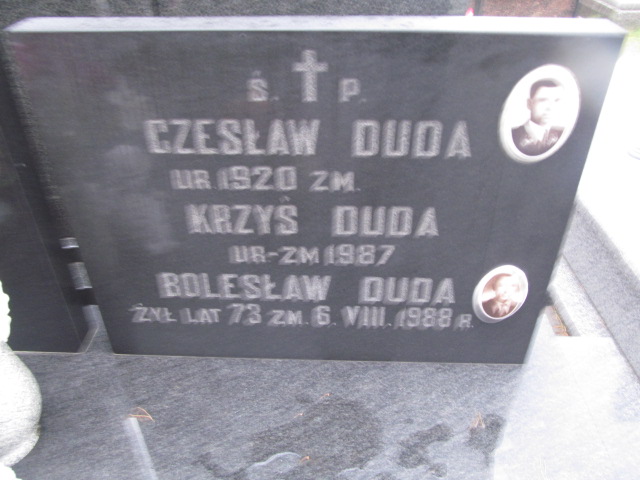 Ś. P.
CZESŁAW DUDA
UR 1920 ZM.
KRZYŚ DUDA
UR-ZM 1987
BOLESŁAW DUDA
ŻYŁ LAT 73 ZM. 6. VIII. 1988 R.